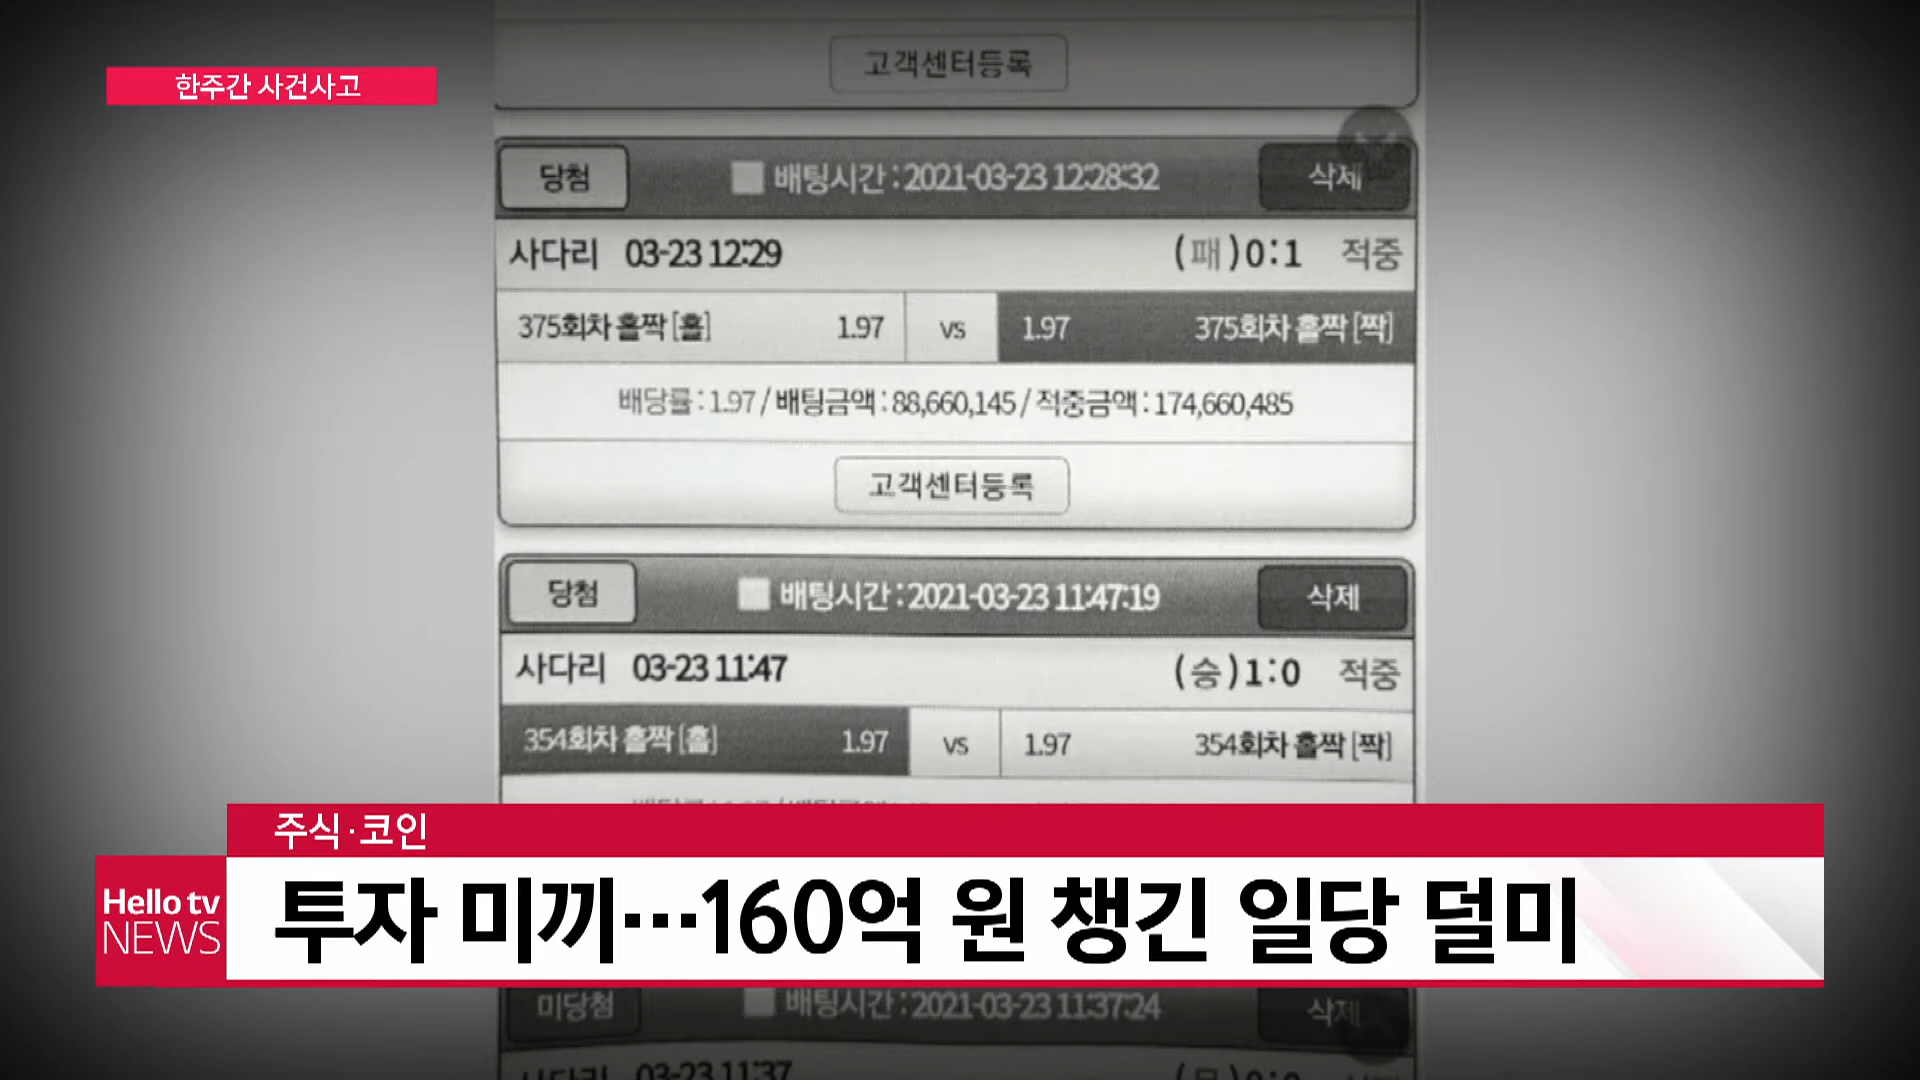 한주간 사건사고
고객센터등록
당첨 배팅시간 : 2021-03-23 12:28:32 삭제
사다리 03-23 12:29 (패)0:1 적중
375회차 홀짝 [홀] 1.97 vs 1.97 375회차 홀짝 [짝]
배당률 : 1.97 / 배팅금액 : 88,660,145 / 적중금액 : 174,660,485
고객센터등록
당첨 배팅시간 : 2021-03-23 11:47:19 삭제
사다리 03-23 11:47 (승)1:0 적중
354회차 홀짝 [홀] 1.97 vs 1.97 354회차 홀짝 [짝]
주식·코인
Hello tv
NEWS
투자 미끼…160억 원 챙긴 일당 덜미
미당첨 배팅시간 : 2021-03-23 11:37:24 삭제
사다리 03-23 11:37